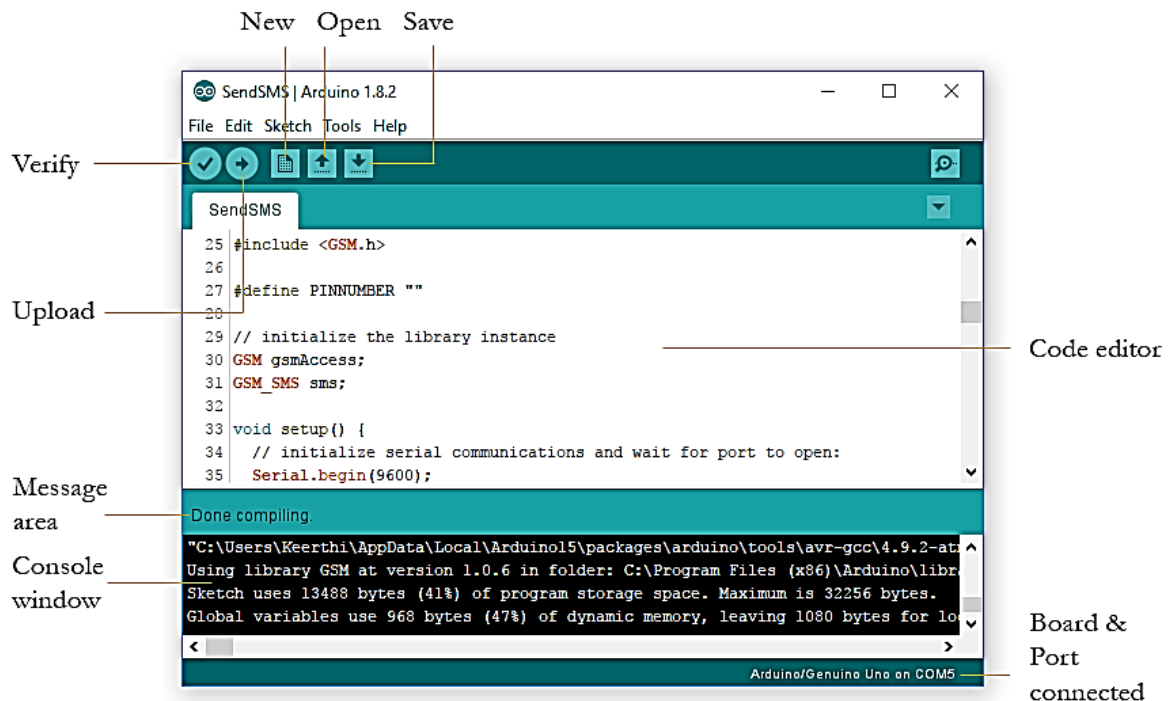 New Open Save
SendSMS | Arduino 1.8.2
File Edit Sketch Tools Help
Verify
SendSMS
25 #include <GSM.h>
26
27 #define PINNUMBER ""
28
Upload
29 // initialize the library instance
30 GSM gsmAccess;
Code editor
31 GSM_SMS sms;
32
33 void setup() {
34 // initialize serial communications and wait for port to open:
35 Serial.begin(9600);
Message
area
Done compiling.
Console
window
"C:\Users\Keerthi\AppData\Local\Arduino15\packages\arduino\tools\avr-gcc\4.9.2-at
Using library GSM at version 1.0.6 in folder: C:\Program Files (x86)\Arduino\libr
Sketch uses 13488 bytes (41%) of program storage space. Maximum is 32256 bytes.
Global variables use 968 bytes (47%) of dynamic memory, leaving 1080 bytes for lo
Arduino/Genuino Uno on COM5
Board &
Port
connected